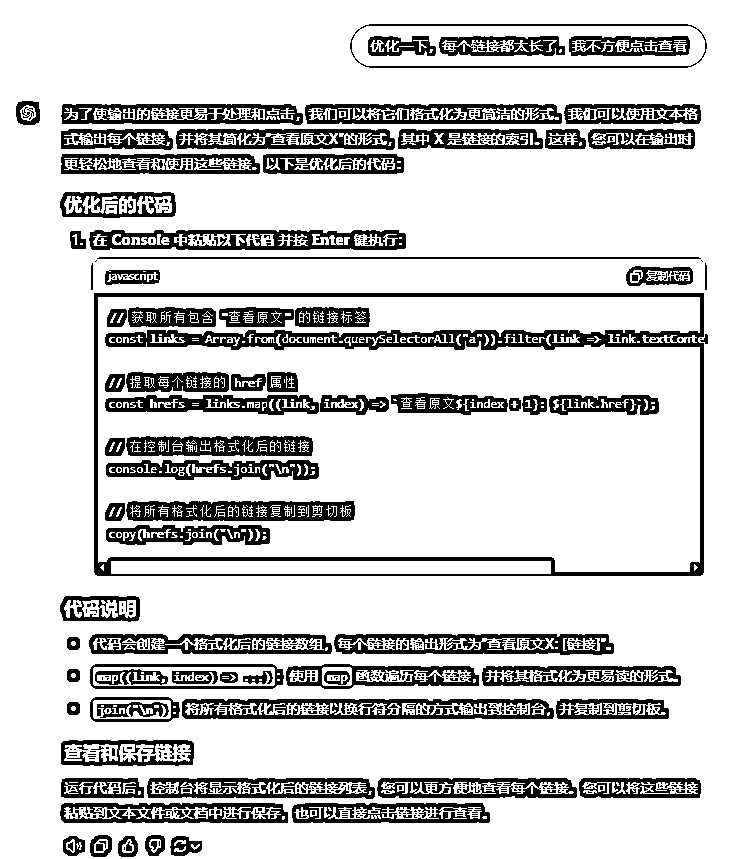 优化一下，每个链接都太长了，我不方便点击查看
为了使输出的链接更易于处理和点击，我们可以将它们格式化为更简洁的形式。我们可以使用文本格
式输出每个链接，并将其简化为"查看原文X"的形式，其中 X 是链接的索引。这样，您可以在输出时
更轻松地查看和使用这些链接。以下是优化后的代码：
优化后的代码
1. 在 Console 中粘贴以下代码 并按 Enter 键执行：
javascript
复制代码
// 获取所有包含 "查看原文" 的链接标签
const links = Array.from(document.querySelectorAll("a")).filter(link => link.textConte
// 提取每个链接的 href 属性
const hrefs = links.map((link, index) => `查看原文${index + 1}: ${link.href}`);
// 在控制台输出格式化后的链接
console.log(hrefs.join("\n"));
// 将所有格式化后的链接复制到剪切板
copy(hrefs.join("\n"));
代码说明
代码会创建一个格式化后的链接数组，每个链接的输出形式为"查看原文X: [链接]"。
map((link, index) => ...)：使用 map 函数遍历每个链接，并将其格式化为更易读的形式。
join("\n")：将所有格式化后的链接以换行符分隔的方式输出到控制台，并复制到剪切板。
查看和保存链接
运行代码后，控制台将显示格式化后的链接列表，您可以更方便地查看每个链接。您可以将这些链接
粘贴到文本文件或文档中进行保存，也可以直接点击链接进行查看。